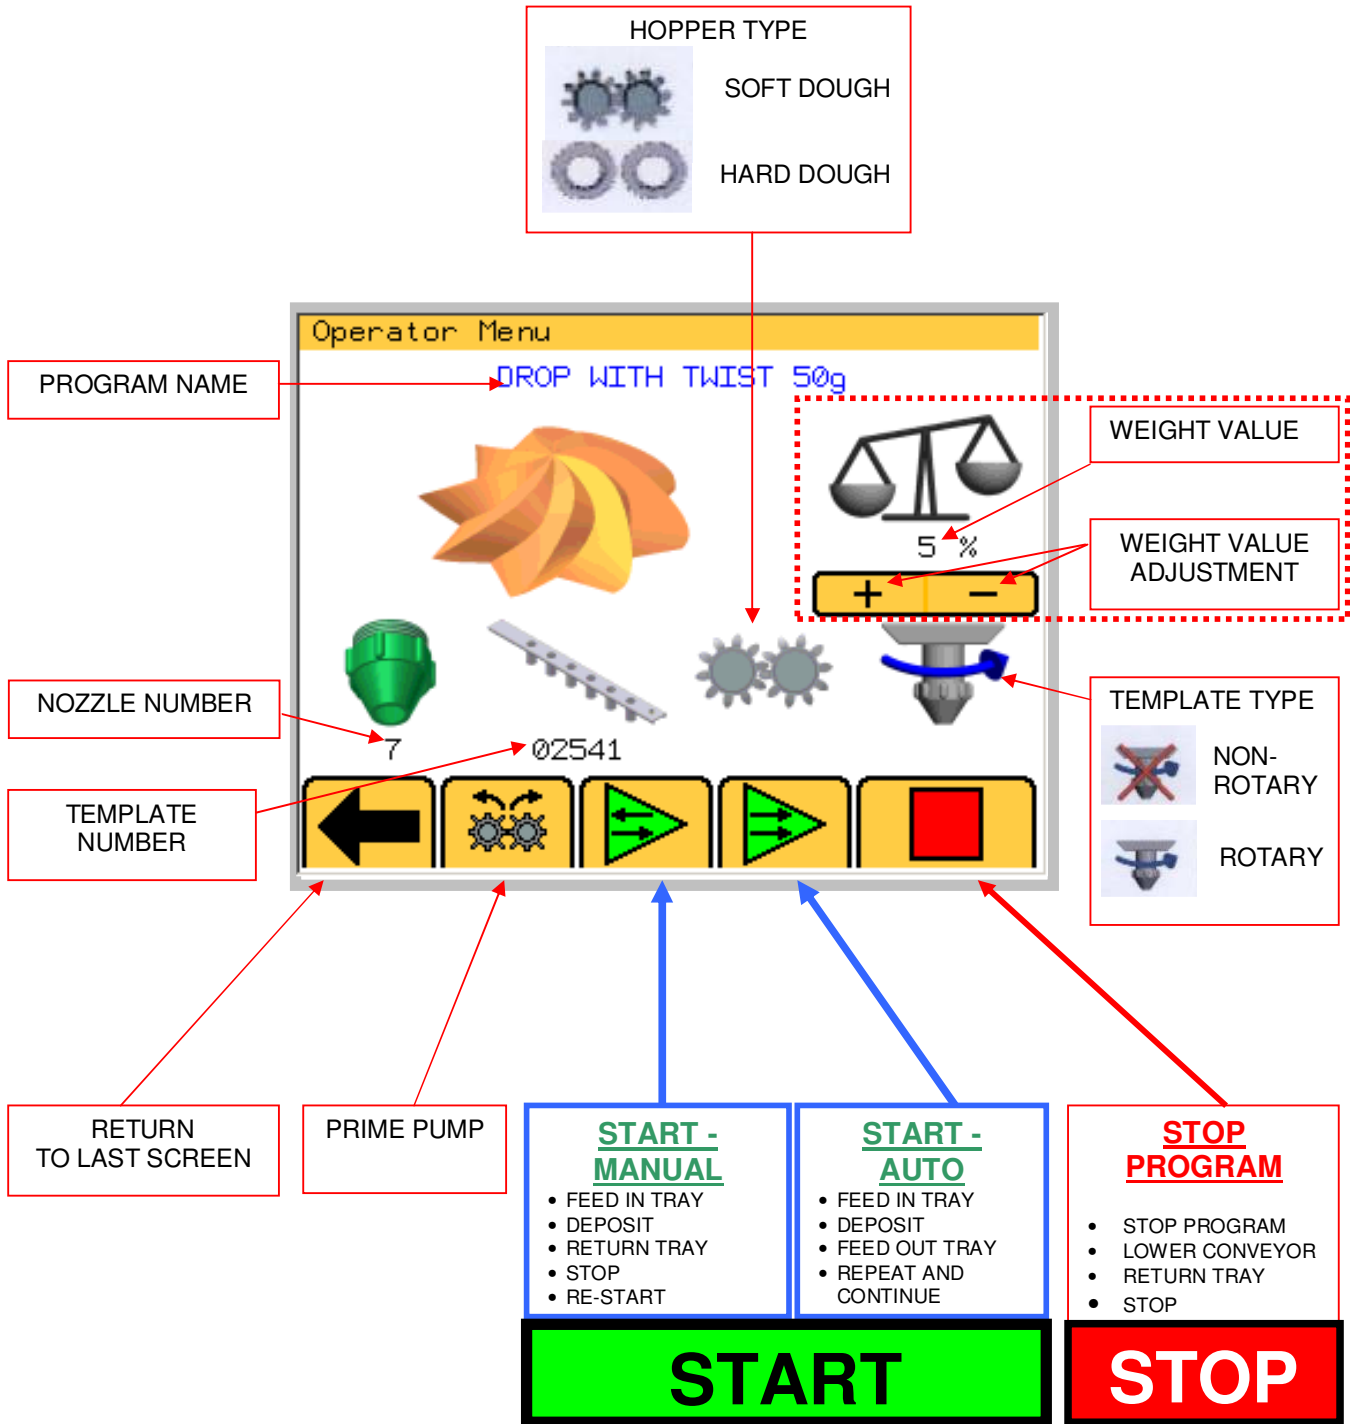 HOPPER TYPE
SOFT DOUGH
HARD DOUGH
Operator Menu
PROGRAM NAME
DROP WITH TWIST 50g
WEIGHT VALUE
5 %
WEIGHT VALUE
ADJUSTMENT
+ −
NOZZLE NUMBER
7
02541
TEMPLATE
NUMBER
TEMPLATE TYPE
NON-
ROTARY
ROTARY
RETURN
TO LAST SCREEN
PRIME PUMP
START -
MANUAL
• FEED IN TRAY
• DEPOSIT
• RETURN TRAY
• STOP
• RE-START
START -
AUTO
• FEED IN TRAY
• DEPOSIT
• FEED OUT TRAY
• REPEAT AND
CONTINUE
STOP
PROGRAM
• STOP PROGRAM
• LOWER CONVEYOR
• RETURN TRAY
• STOP
START
STOP